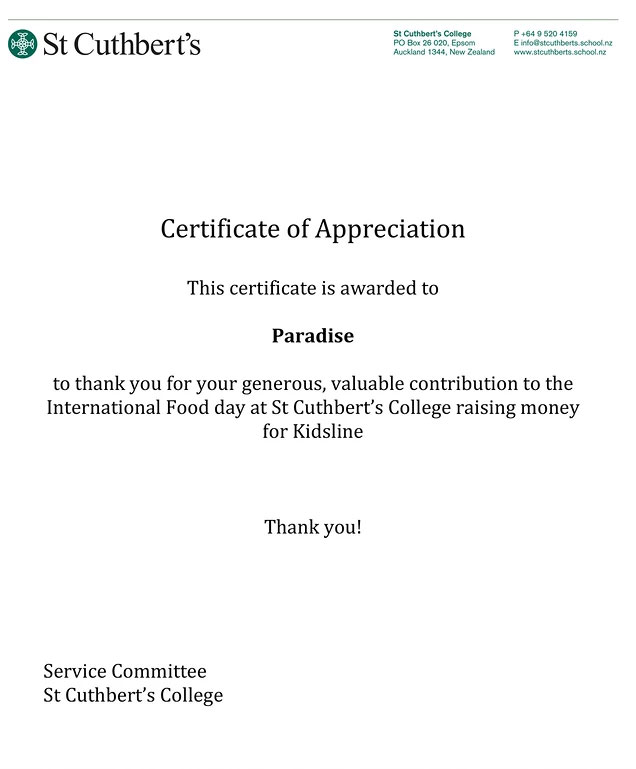 St Cuthbert's
St Cuthbert's College
PO Box 26 020, Epsom
Auckland 1344, New Zealand
P +64 9 520 4159
E info@stcuthberts.school.nz
www.stcuthberts.school.nz
Certificate of Appreciation
This certificate is awarded to
Paradise
to thank you for your generous, valuable contribution to the
International Food day at St Cuthbert's College raising money
for Kidsline
Thank you!
Service Committee
St Cuthbert's College